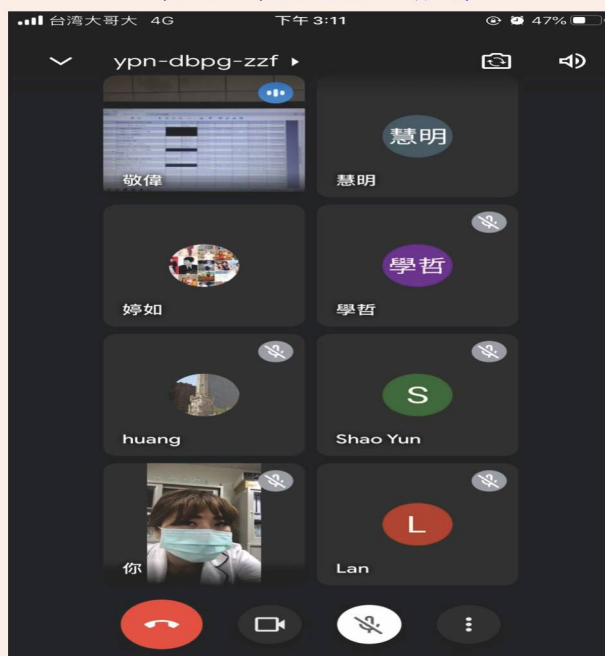 台湾大哥大 4G 下午3:11 47%
ypn-dbpg-zzf
敬偉
慧明
慧明
婷如
學哲
學哲
huang
S
Shao Yun
你
L
Lan